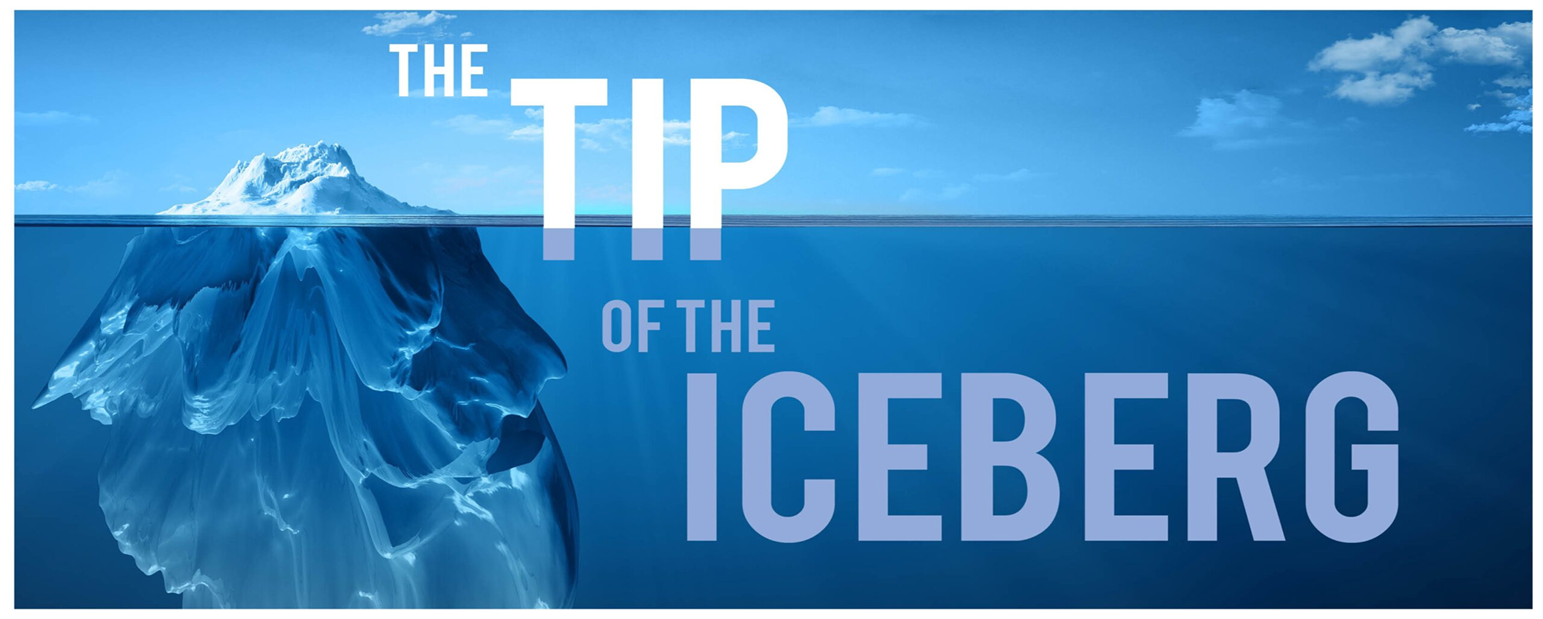 THE
TIP
OF THE
ICEBERG